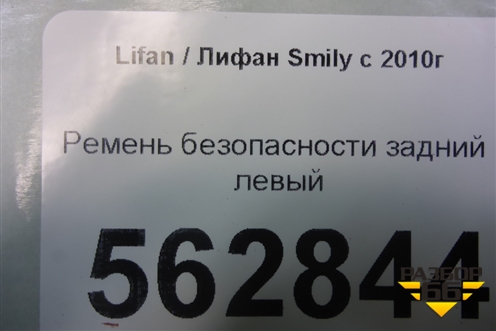 Lifan / Лифан Smily с 2010г
Ремень безопасности задний
левый
562844
РАЗБОР
66